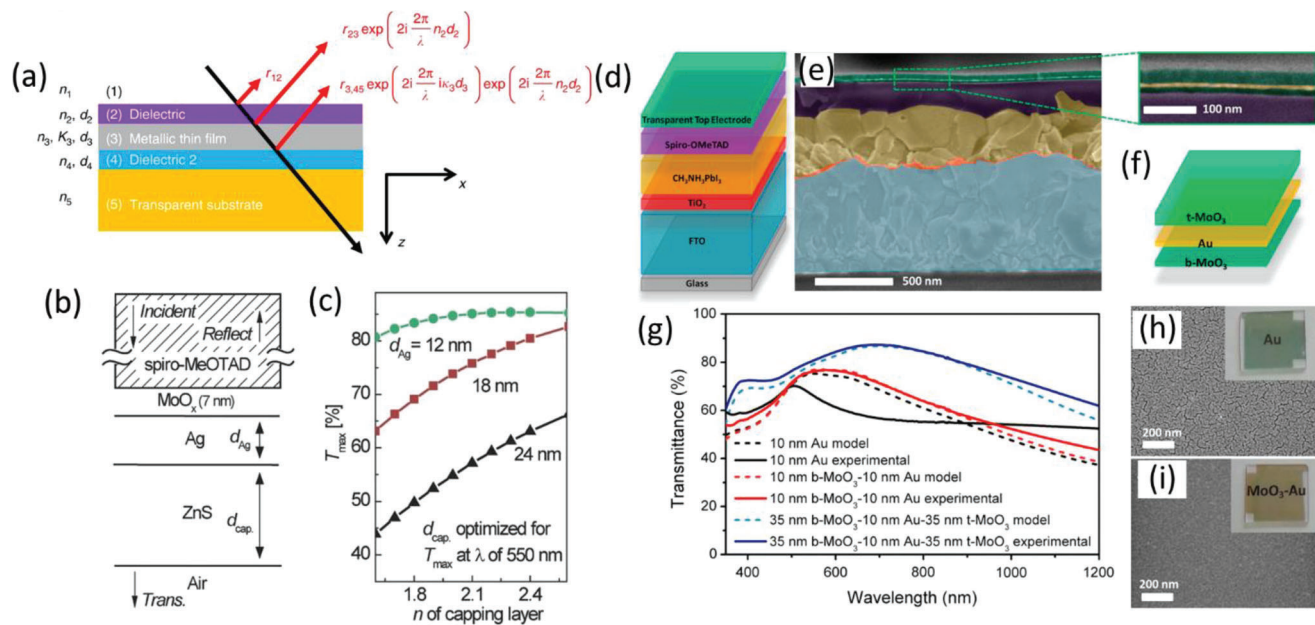 (a)
r₂₃ exp(2i 2π/λ n₂d₂)
r₁₂
r₃,₄₅ exp(2i 2π/λ iκ₃d₃) exp(2i 2π/λ n₂d₂)
n₁ (1)
n₂, d₂ (2) Dielectric
n₃, K₃, d₃ (3) Metallic thin film
n₄, d₄ (4) Dielectric 2
n₅ (5) Transparent substrate
x
z
(b)
Incident
Reflect
spiro-MeOTAD
MoOₓ (7 nm)
Ag d_Ag
ZnS d_cap.
Air
Trans.
(c)
T_max [%]
80
70
60
50
40
d_Ag = 12 nm
18 nm
24 nm
d_cap. optimized for
T_max at λ of 550 nm
1.8 2.1 2.4
n of capping layer
(d)
Transparent Top Electrode
Spiro-OMeTAD
CH₃NH₃PbI₃
TiO₂
FTO
Glass
(e)
500 nm
100 nm
(f)
t-MoO₃
Au
b-MoO₃
(g)
Transmittance (%)
100
80
60
40
20
0
10 nm Au model
10 nm Au experimental
10 nm b-MoO₃-10 nm Au model
10 nm b-MoO₃-10 nm Au experimental
35 nm b-MoO₃-10 nm Au-35 nm t-MoO₃ model
35 nm b-MoO₃-10 nm Au-35 nm t-MoO₃ experimental
400 600 800 1000 1200
Wavelength (nm)
(h)
Au
200 nm
(i)
MoO₃-Au
200 nm